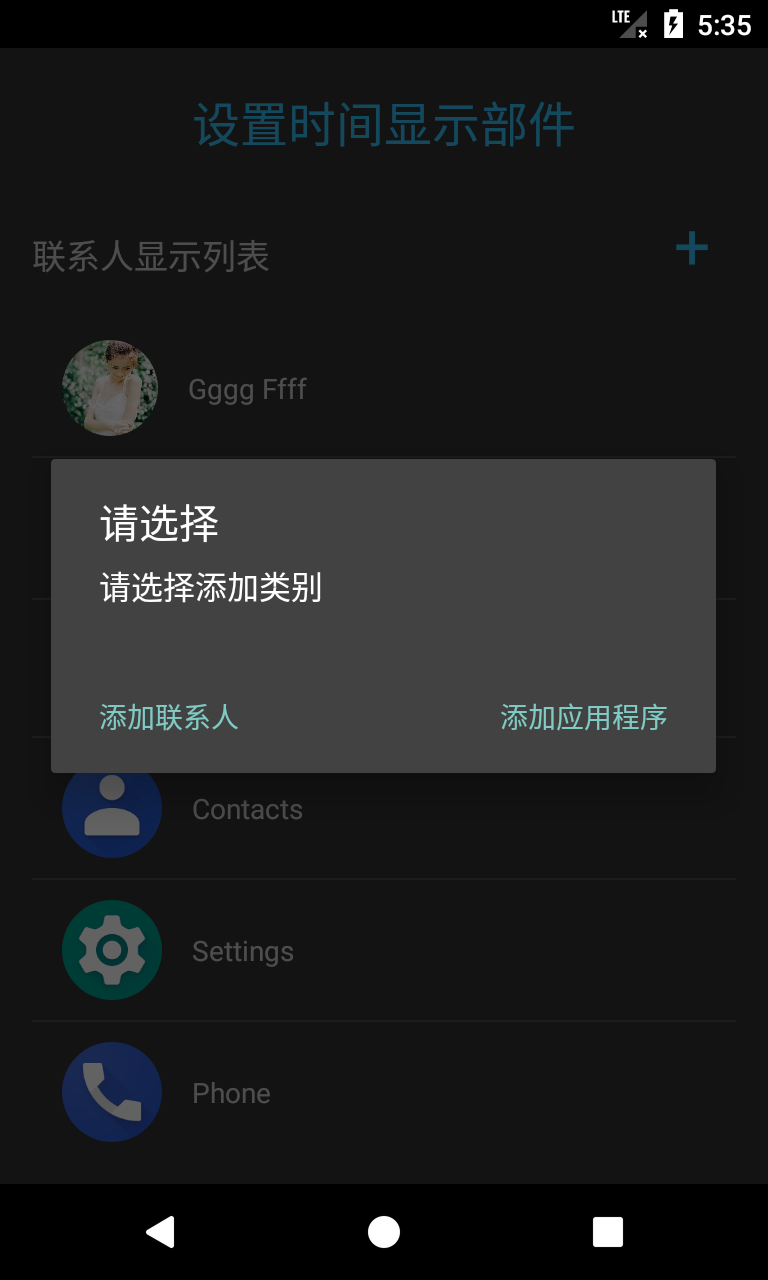 LTE 5:35
设置时间显示部件
联系人显示列表
Gggg Ffff
请选择
请选择添加类别
添加联系人 添加应用程序
Contacts
Settings
Phone